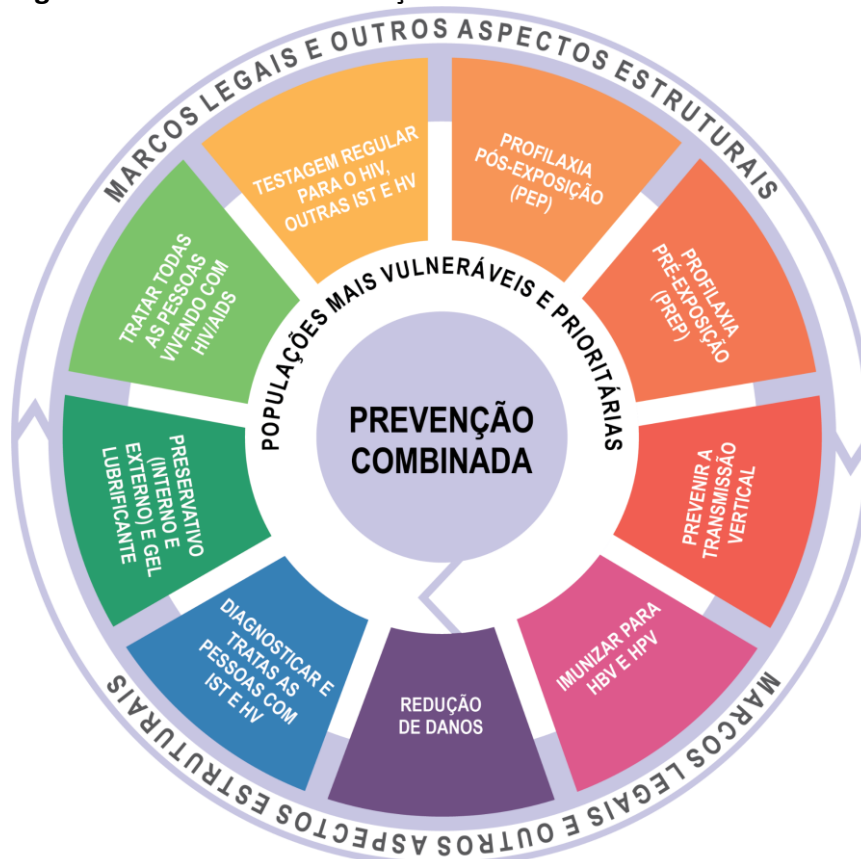 MARCOS LEGAIS E OUTROS ASPECTOS ESTRUTURAIS
TESTAGEM REGULAR
PARA O HIV,
OUTRAS IST E HV
PROFILAXIA
PÓS-EXPOSIÇÃO
(PEP)
PROFILAXIA
PRÉ-EXPOSIÇÃO
(PREP)
PREVENIR A
TRANSMISSÃO
VERTICAL
IMUNIZAR PARA
HBV E HPV
REDUÇÃO
DE DANOS
DIAGNOSTICAR E
TRATAS AS
PESSOAS COM
IST E HV
PRESERVATIVO
(INTERNO E
EXTERNO) E GEL
LUBRIFICANTE
TRATAR TODAS
AS PESSOAS
VIVENDO COM
HIV/AIDS
POPULAÇÕES MAIS VULNERÁVEIS E PRIORITÁRIAS
PREVENÇÃO
COMBINADA
MARCOS LEGAIS E OUTROS ASPECTOS ESTRUTURAIS